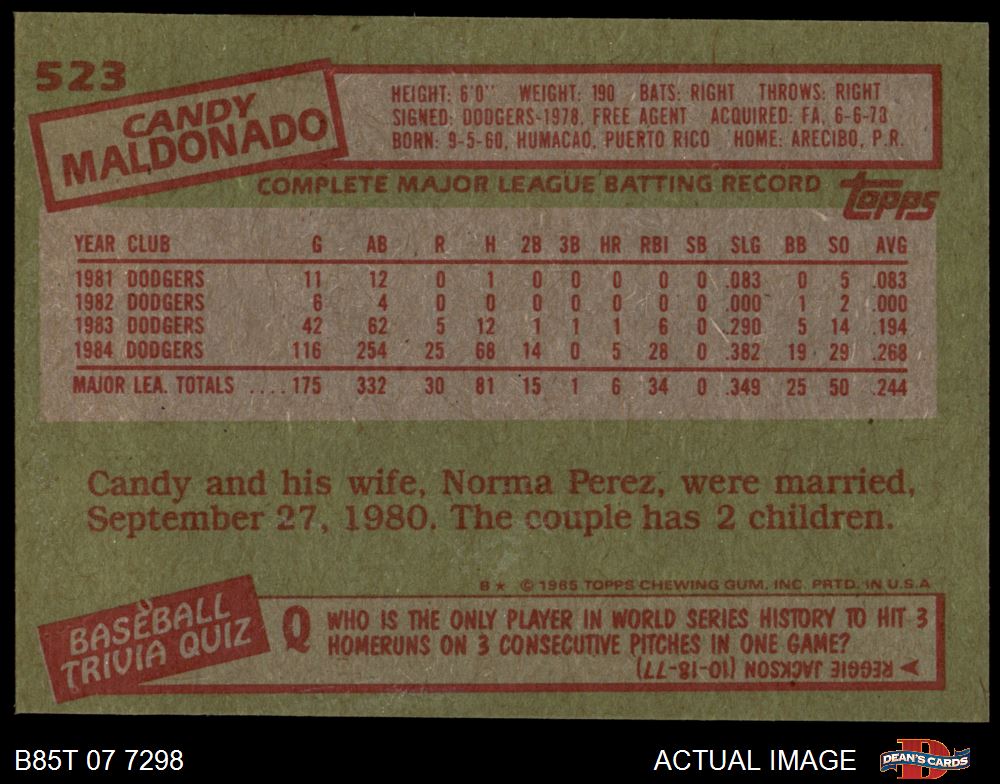 523
CANDY
MALDONADO
HEIGHT: 6'0" WEIGHT: 190 BATS: RIGHT THROWS: RIGHT
SIGNED: DODGERS-1978, FREE AGENT ACQUIRED: FA, 6-6-78
BORN: 9-5-60, HUMACAO, PUERTO RICO HOME: ARECIBO, P.R.
COMPLETE MAJOR LEAGUE BATTING RECORD topps
YEAR CLUB G AB R H 2B 3B HR RBI SB SLG BB SO AVG
1981 DODGERS 11 12 0 1 0 0 0 0 0 .083 0 5 .083
1982 DODGERS 6 4 0 0 0 0 0 0 0 .000 1 2 .000
1983 DODGERS 42 62 5 12 1 1 1 6 0 .290 5 14 .194
1984 DODGERS 116 254 25 68 14 0 5 28 0 .382 19 29 .268
MAJOR LEA. TOTALS ....175 332 30 81 15 1 6 34 0 .349 25 50 .244
Candy and his wife, Norma Perez, were married,
September 27, 1980. The couple has 2 children.
B★ © 1985 TOPPS CHEWING GUM, INC. PRTD. IN U.S.A
BASEBALL
TRIVIA QUIZ
Q WHO IS THE ONLY PLAYER IN WORLD SERIES HISTORY TO HIT 3
HOMERUNS ON 3 CONSECUTIVE PITCHES IN ONE GAME?
REGGIE JACKSON (10-18-77)
B85T 07 7298
ACTUAL IMAGE
DEAN'S CARDS